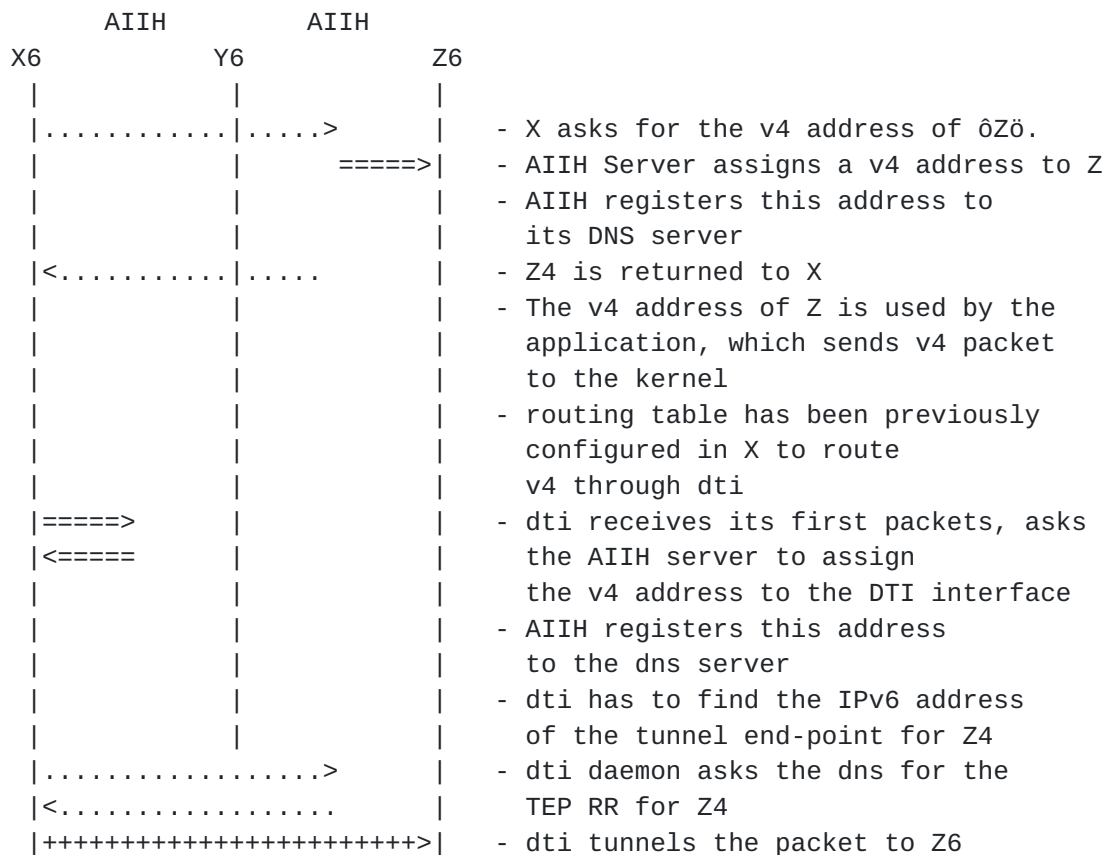 AIIH         AIIH
X6           Y6            Z6
 |            |            |
 |............|.....>      |   - X asks for the v4 address of ôZö.
 |            |      =====>|   - AIIH Server assigns a v4 address to Z
 |            |            |   - AIIH registers this address to
 |            |            |     its DNS server
 |<...........|.....       |   - Z4 is returned to X
 |            |            |   - The v4 address of Z is used by the
 |            |            |     application, which sends v4 packet
 |            |            |     to the kernel
 |            |            |   - routing table has been previously
 |            |            |     configured in X to route
 |            |            |     v4 through dti
 |=====>      |            |   - dti receives its first packets, asks
 |<=====      |            |     the AIIH server to assign
 |            |            |     the v4 address to the DTI interface
 |            |            |   - AIIH registers this address
 |            |            |     to the dns server
 |            |            |   - dti has to find the IPv6 address
 |            |            |     of the tunnel end-point for Z4
 |..................>      |   - dti daemon asks the dns for the
 |<..................      |     TEP RR for Z4
 |++++++++++++++++++++++++>|   - dti tunnels the packet to Z6